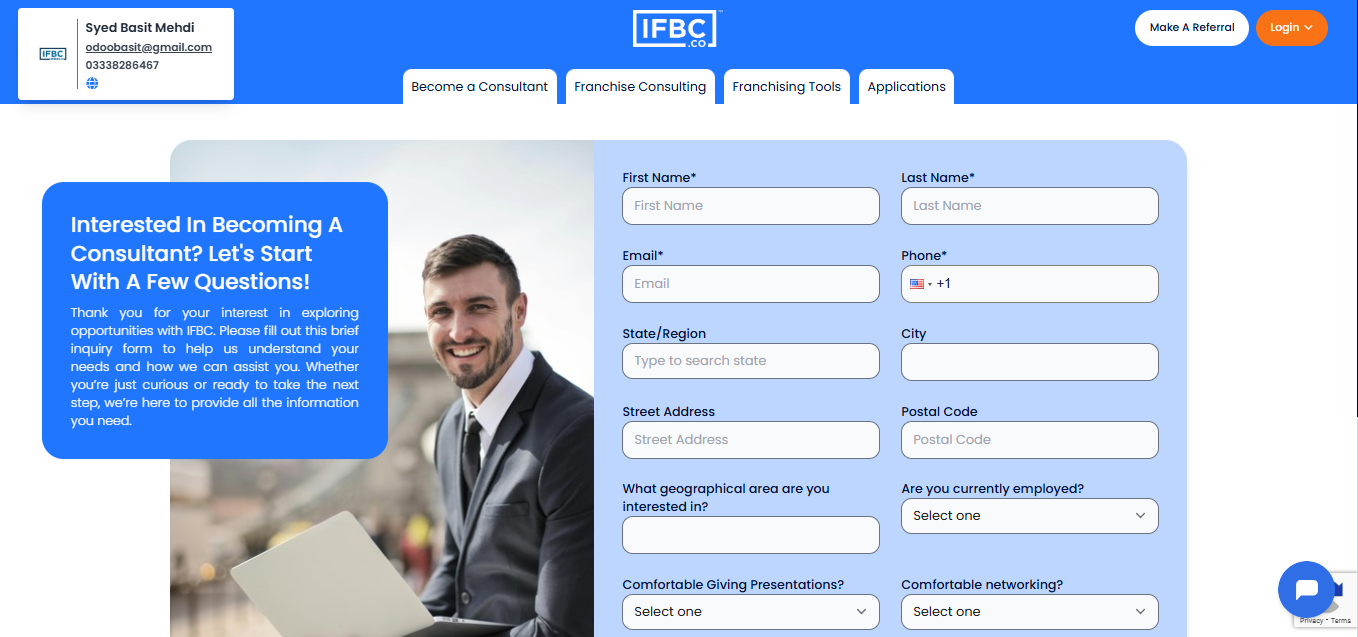 Syed Basit Mehdi
odoobasit@gmail.com
03338286467
IFBC
IFBC
.CO
Make A Referral
Login
Become a Consultant
Franchise Consulting
Franchising Tools
Applications
Interested In Becoming A
Consultant? Let's Start
With A Few Questions!
Thank you for your interest in exploring
opportunities with IFBC. Please fill out this brief
inquiry form to help us understand your
needs and how we can assist you. Whether
you're just curious or ready to take the next
step, we're here to provide all the information
you need.
First Name*
First Name
Last Name*
Last Name
Email*
Email
Phone*
+1
State/Region
Type to search state
City
Street Address
Street Address
Postal Code
Postal Code
What geographical area are you
interested in?
Are you currently employed?
Select one
Comfortable Giving Presentations?
Select one
Comfortable networking?
Select one
Privacy - Terms